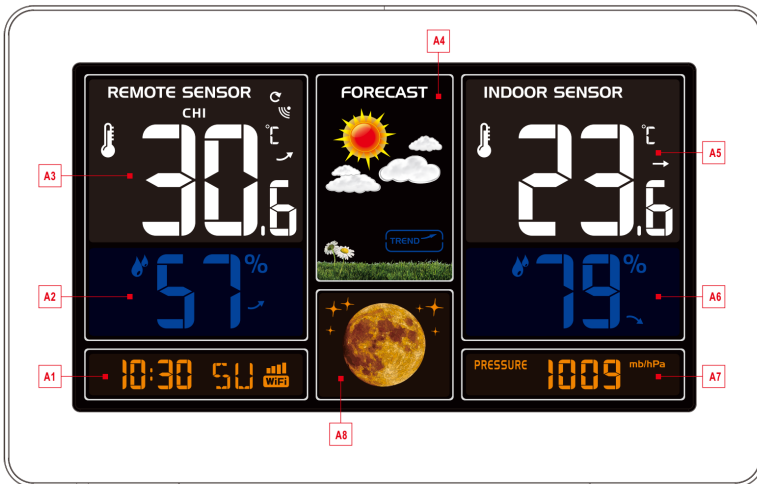 A4
REMOTE SENSOR
CHI
30.6 °C
A3
57 %
A2
10:30 SU WiFi
A1
FORECAST
TREND
A8
INDOOR SENSOR
23.6 °C
A5
79 %
A6
PRESSURE 1009 mb/hPa
A7